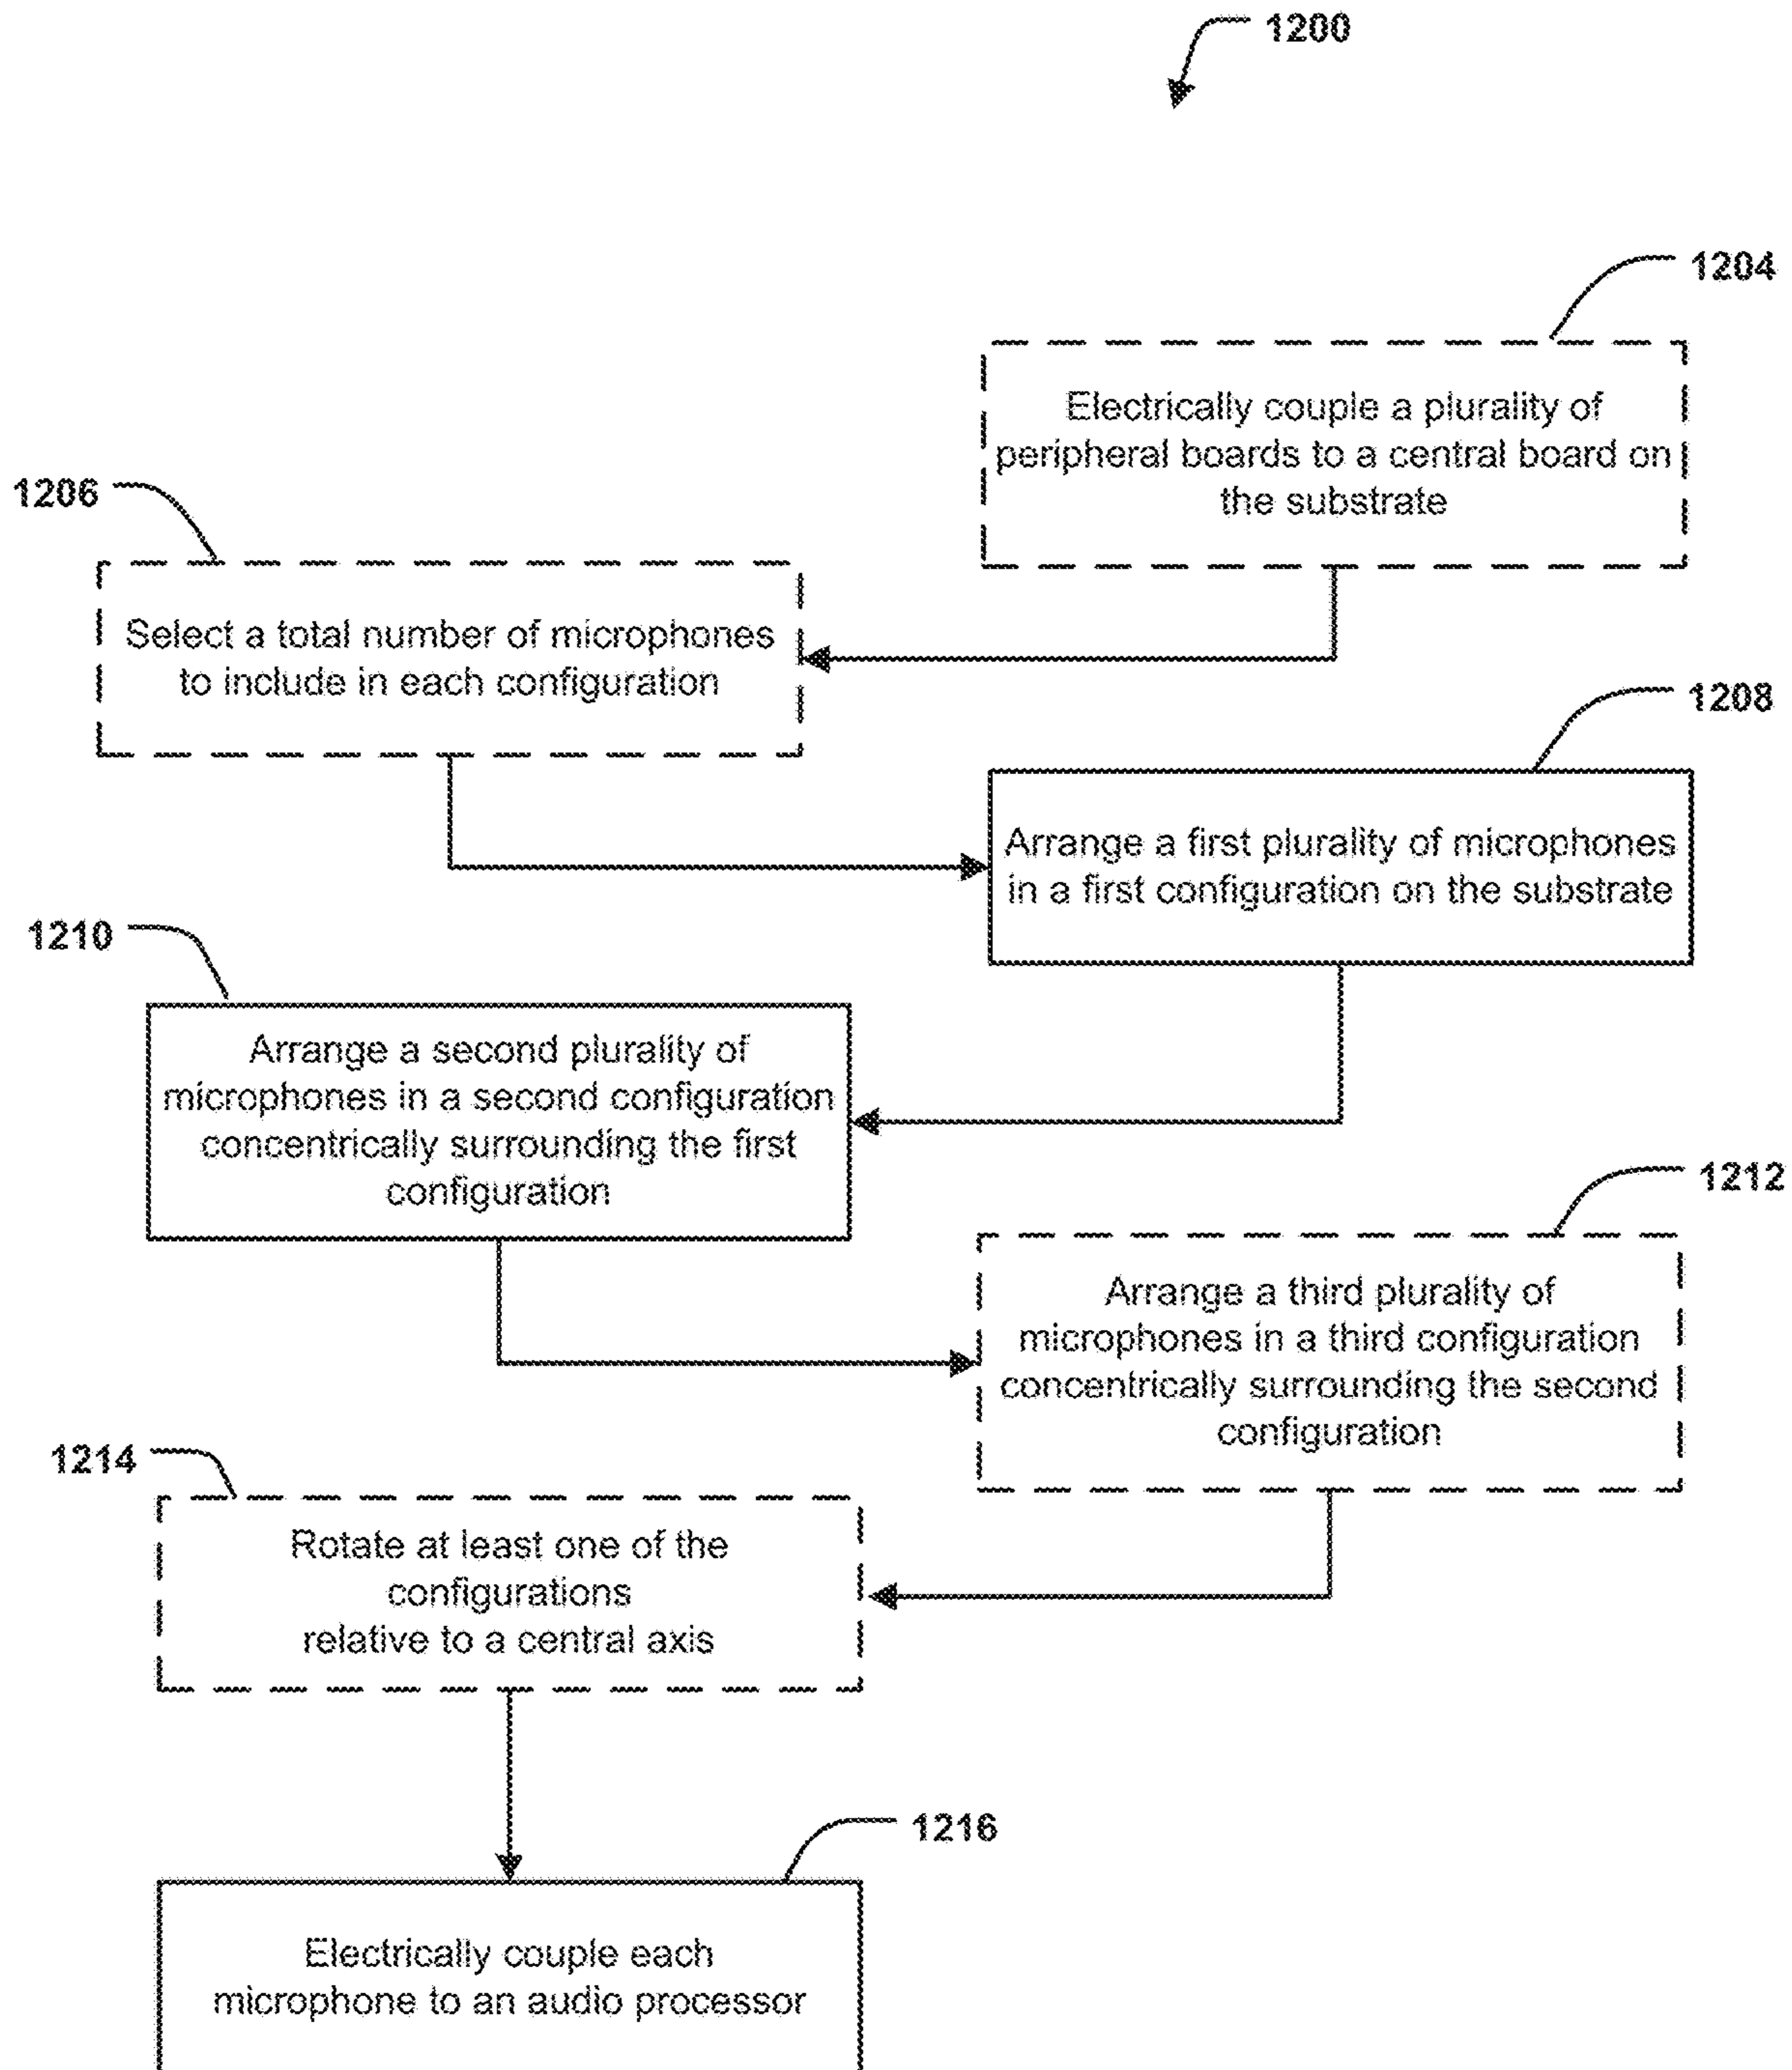 1200
1204
Electrically couple a plurality of
peripheral boards to a central board on
the substrate
1206
Select a total number of microphones
to include in each configuration
1208
Arrange a first plurality of microphones
in a first configuration on the substrate
1210
Arrange a second plurality of
microphones in a second configuration
concentrically surrounding the first
configuration
1212
Arrange a third plurality of
microphones in a third configuration
concentrically surrounding the second
configuration
1214
Rotate at least one of the
configurations
relative to a central axis
1216
Electrically couple each
microphone to an audio processor